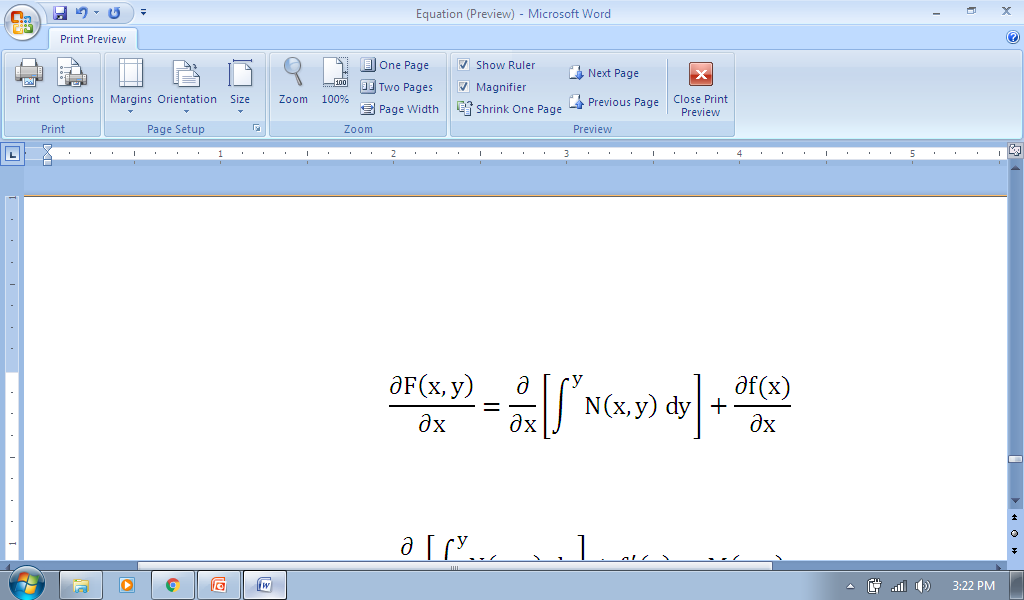 Equation (Preview) - Microsoft Word
Print Preview
Print
Options
Margins
Orientation
Size
Zoom
100%
One Page
Two Pages
Page Width
Show Ruler
Magnifier
Shrink One Page
Next Page
Previous Page
Close Print
Preview
Print
Page Setup
Zoom
Preview
1 2 3 4 5
∂F(x, y)/∂x = ∂/∂x [∫^y N(x, y) dy] + ∂f(x)/∂x
∂ [∫^y
3:22 PM